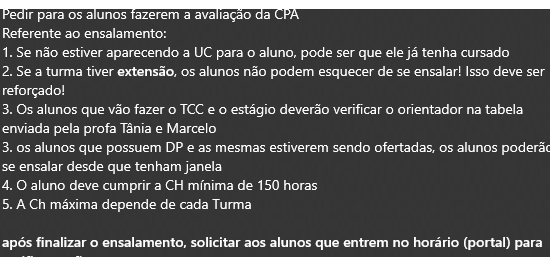 Pedir para os alunos fazerem a avaliação da CPA
Referente ao ensalamento:
1. Se não estiver aparecendo a UC para o aluno, pode ser que ele já tenha cursado
2. Se a turma tiver extensão, os alunos não podem esquecer de se ensalar! Isso deve ser
reforçado!
3. Os alunos que vão fazer o TCC e o estágio deverão verificar o orientador na tabela
enviada pela profa Tânia e Marcelo
3. os alunos que possuem DP e as mesmas estiverem sendo ofertadas, os alunos poderão
se ensalar desde que tenham janela
4. O aluno deve cumprir a CH mínima de 150 horas
5. A Ch máxima depende de cada Turma
após finalizar o ensalamento, solicitar aos alunos que entrem no horário (portal) para